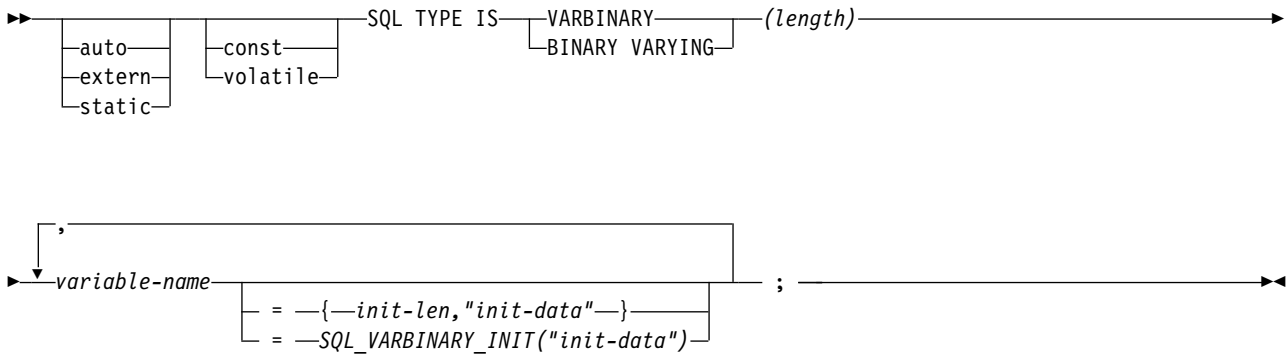 SQL TYPE IS VARBINARY (length)
auto const BINARY VARYING
extern volatile
static
,
variable-name ;
= { init-len,"init-data" }
= SQL_VARBINARY_INIT("init-data")